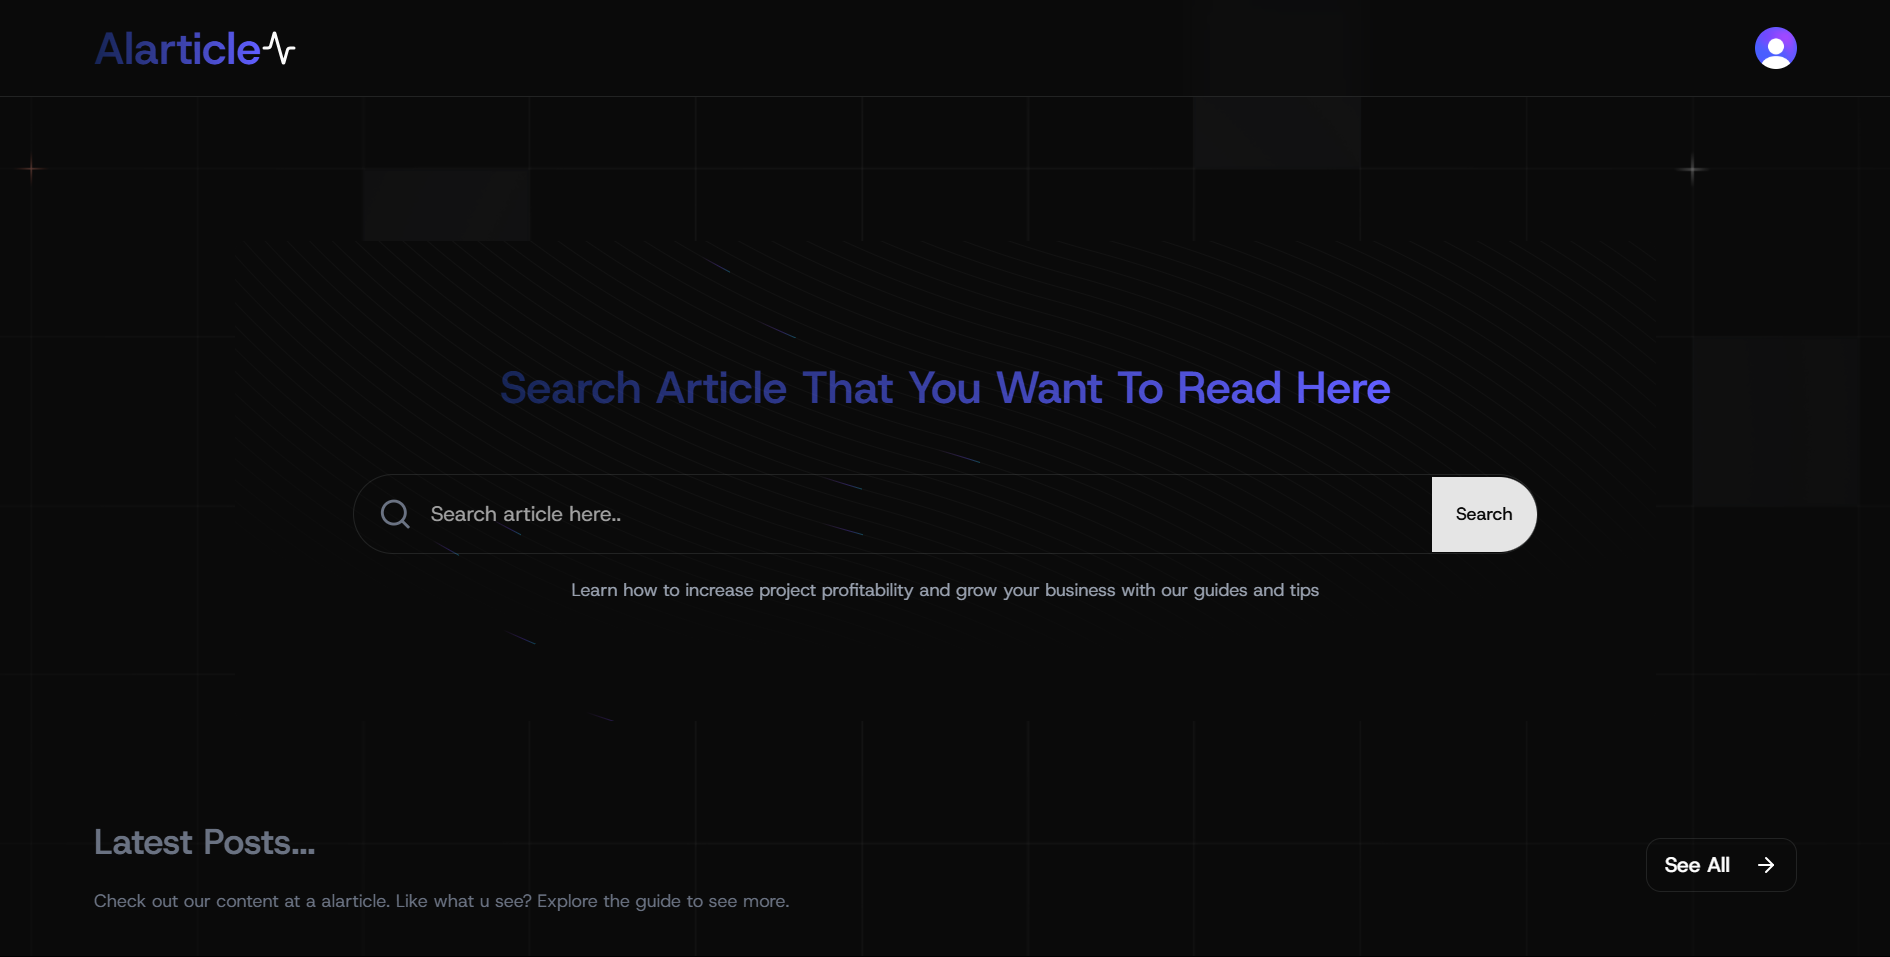 Alarticle
Search Article That You Want To Read Here
Search article here..
Search
Learn how to increase project profitability and grow your business with our guides and tips
Latest Posts...
See All
Check out our content at a alarticle. Like what u see? Explore the guide to see more.